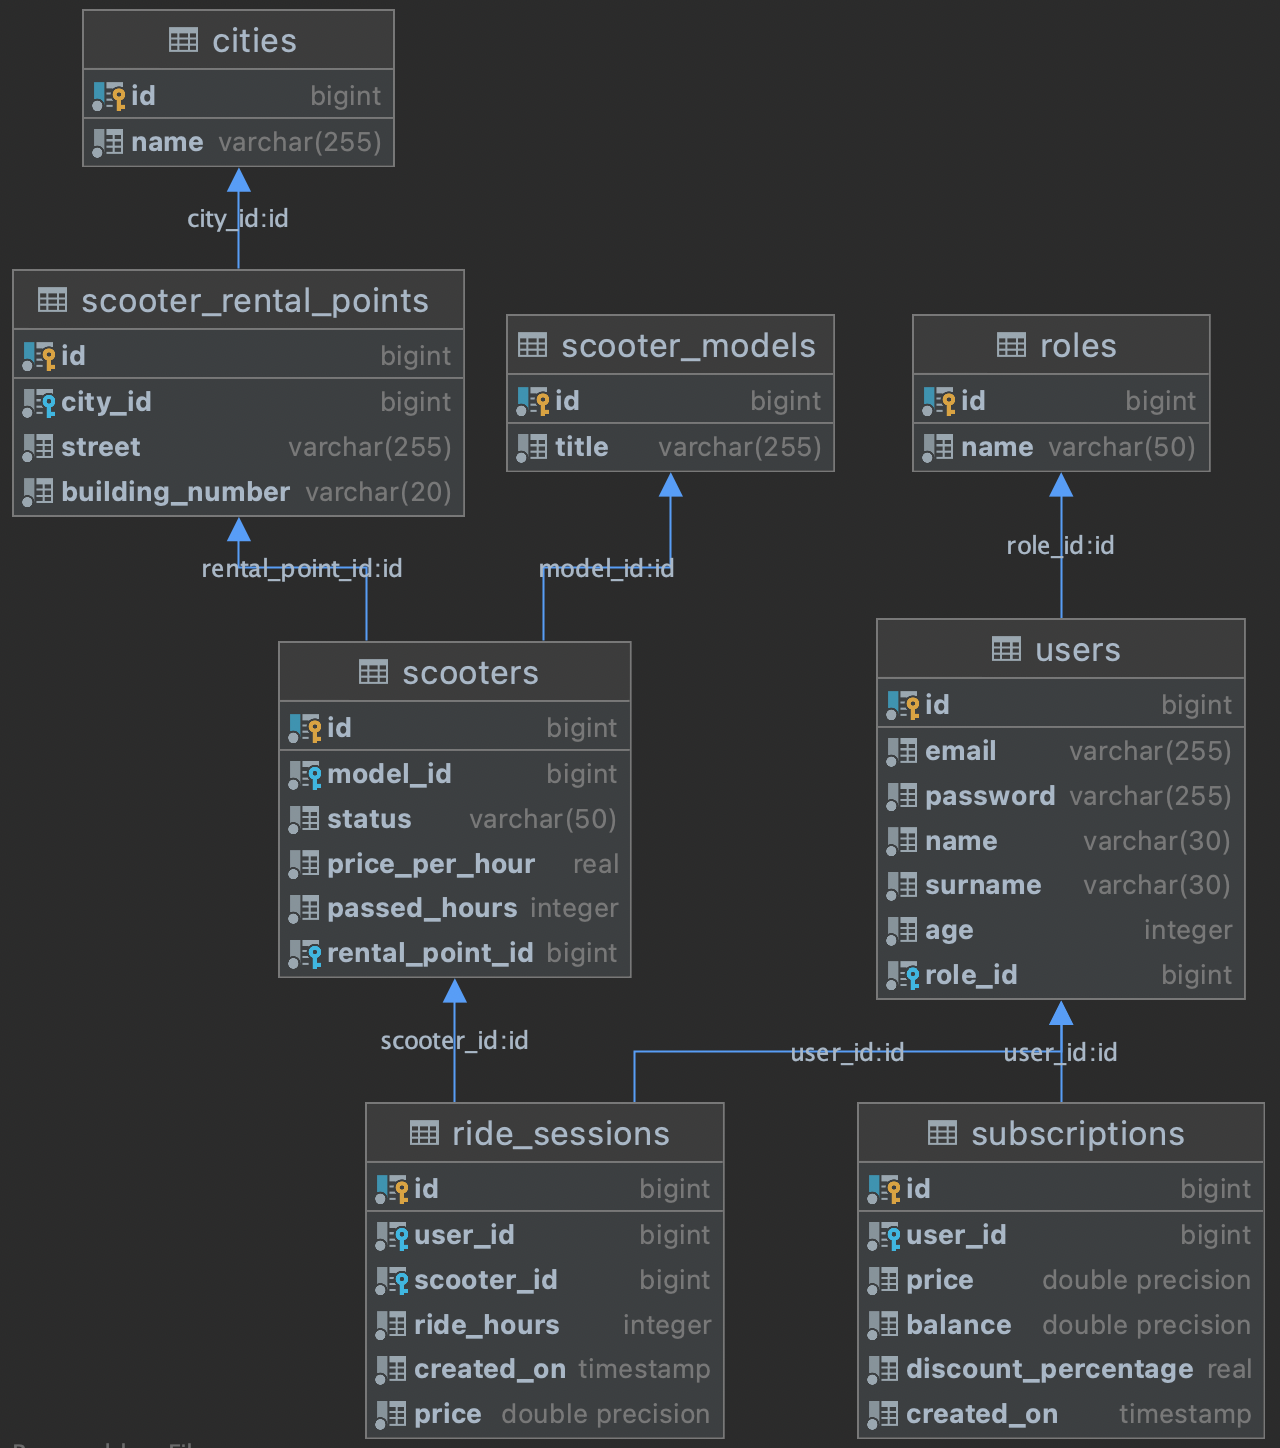 cities
id bigint
name varchar(255)
city_id:id
scooter_rental_points
id bigint
city_id bigint
street varchar(255)
building_number varchar(20)
scooter_models
id bigint
title varchar(255)
roles
id bigint
name varchar(50)
rental_point_id:id
model_id:id
role_id:id
scooters
id bigint
model_id bigint
status varchar(50)
price_per_hour real
passed_hours integer
rental_point_id bigint
users
id bigint
email varchar(255)
password varchar(255)
name varchar(30)
surname varchar(30)
age integer
role_id bigint
scooter_id:id
user_id:id
user_id:id
ride_sessions
id bigint
user_id bigint
scooter_id bigint
ride_hours integer
created_on timestamp
price double precision
subscriptions
id bigint
user_id bigint
price double precision
balance double precision
discount_percentage real
created_on timestamp